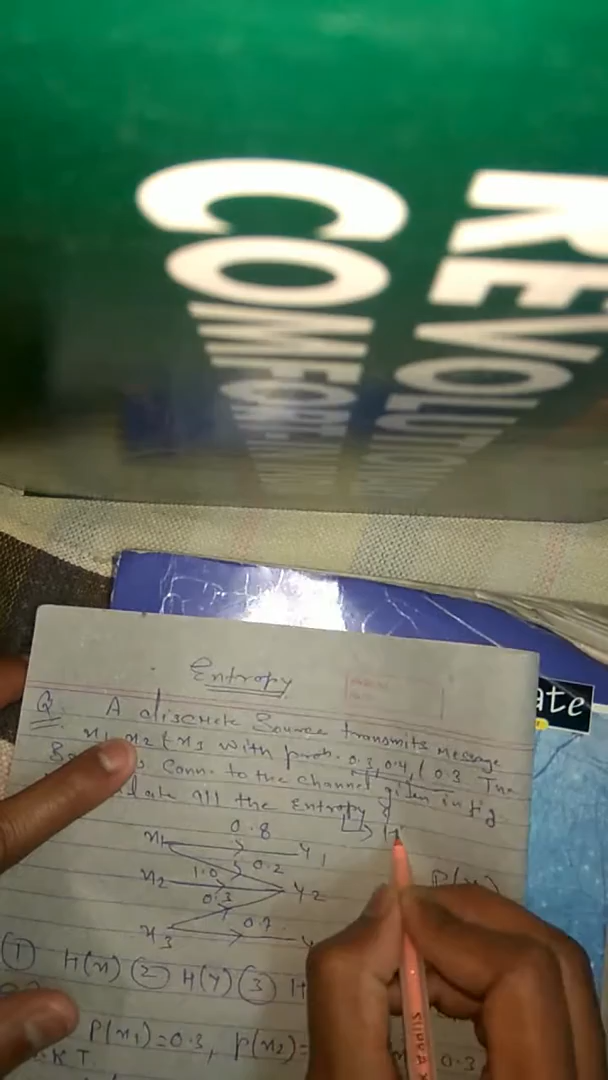 REVOLUTION
COMFORT
ate
Entropy
Q. A discrete Source transmits Message
x1, x2 & x3 with prob. 0.3, 0.4, & 0.3 The
Conn. to the channel given in fig.
all the Entropy
x1 0.8 Y1
0.2
x2 1.0 Y2
0.3
x3 0.7
P(x)
① H(x) ② H(Y) ③ H
P(x1)=0.3, P(x2)= 0.3
K.T.